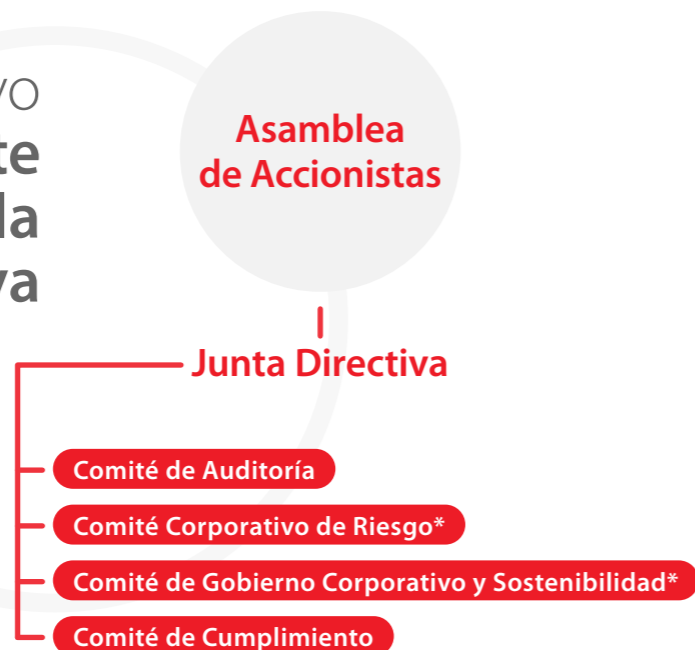 Asamblea
de Accionistas
Junta Directiva
Comité de Auditoría
Comité Corporativo de Riesgo*
Comité de Gobierno Corporativo y Sostenibilidad*
Comité de Cumplimiento